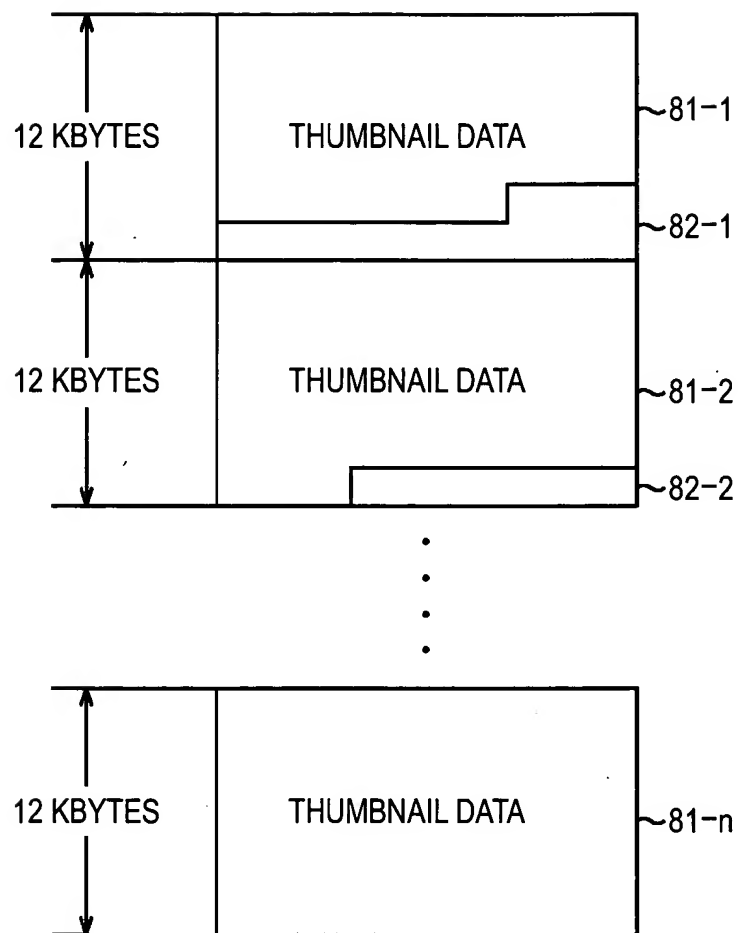 12 KBYTES THUMBNAIL DATA 81-1
82-1
12 KBYTES THUMBNAIL DATA 81-2
82-2
12 KBYTES THUMBNAIL DATA 81-n